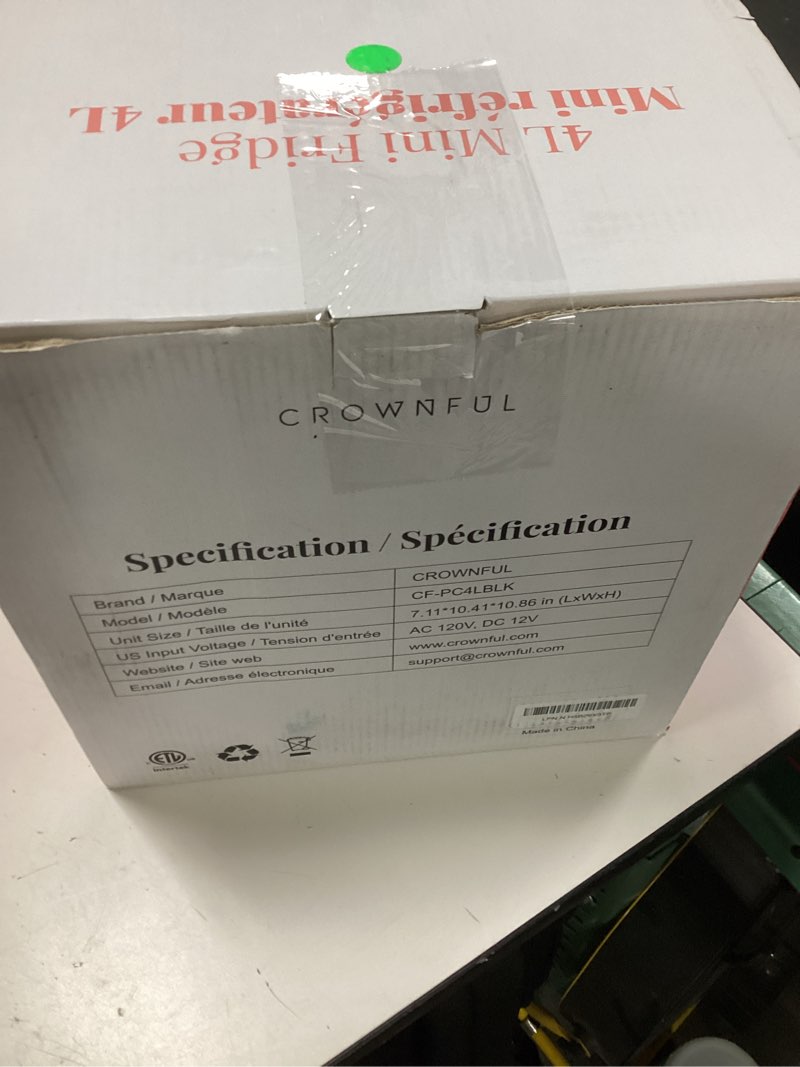 4L Mini Fridge
Mini réfrigérateur 4L
CROWNFUL
Specification / Spécification
Brand / Marque CROWNFUL
Model / Modèle CF-PC4LBLK
Unit Size / Taille de l'unité 7.11*10.41*10.86 in (LxWxH)
US Input Voltage / Tension d'entrée AC 120V, DC 12V
Website / Site web www.crownful.com
Email / Adresse électronique support@crownful.com
ETL
Intertek
Made in China